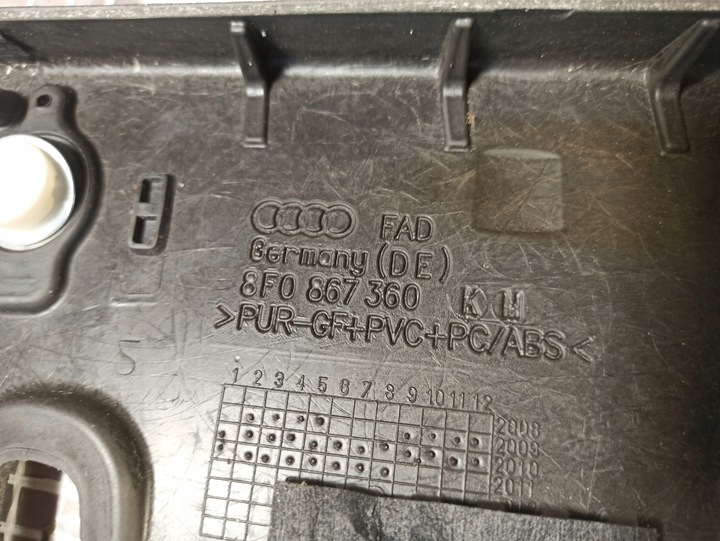 FAD
Germany (DE)
8F0 867 360 K M
>PUR-GF+PVC+PC/ABS<
5
1 2 3 4 5 6 7 8 9 10 11 12
2008
2009
2010
2011